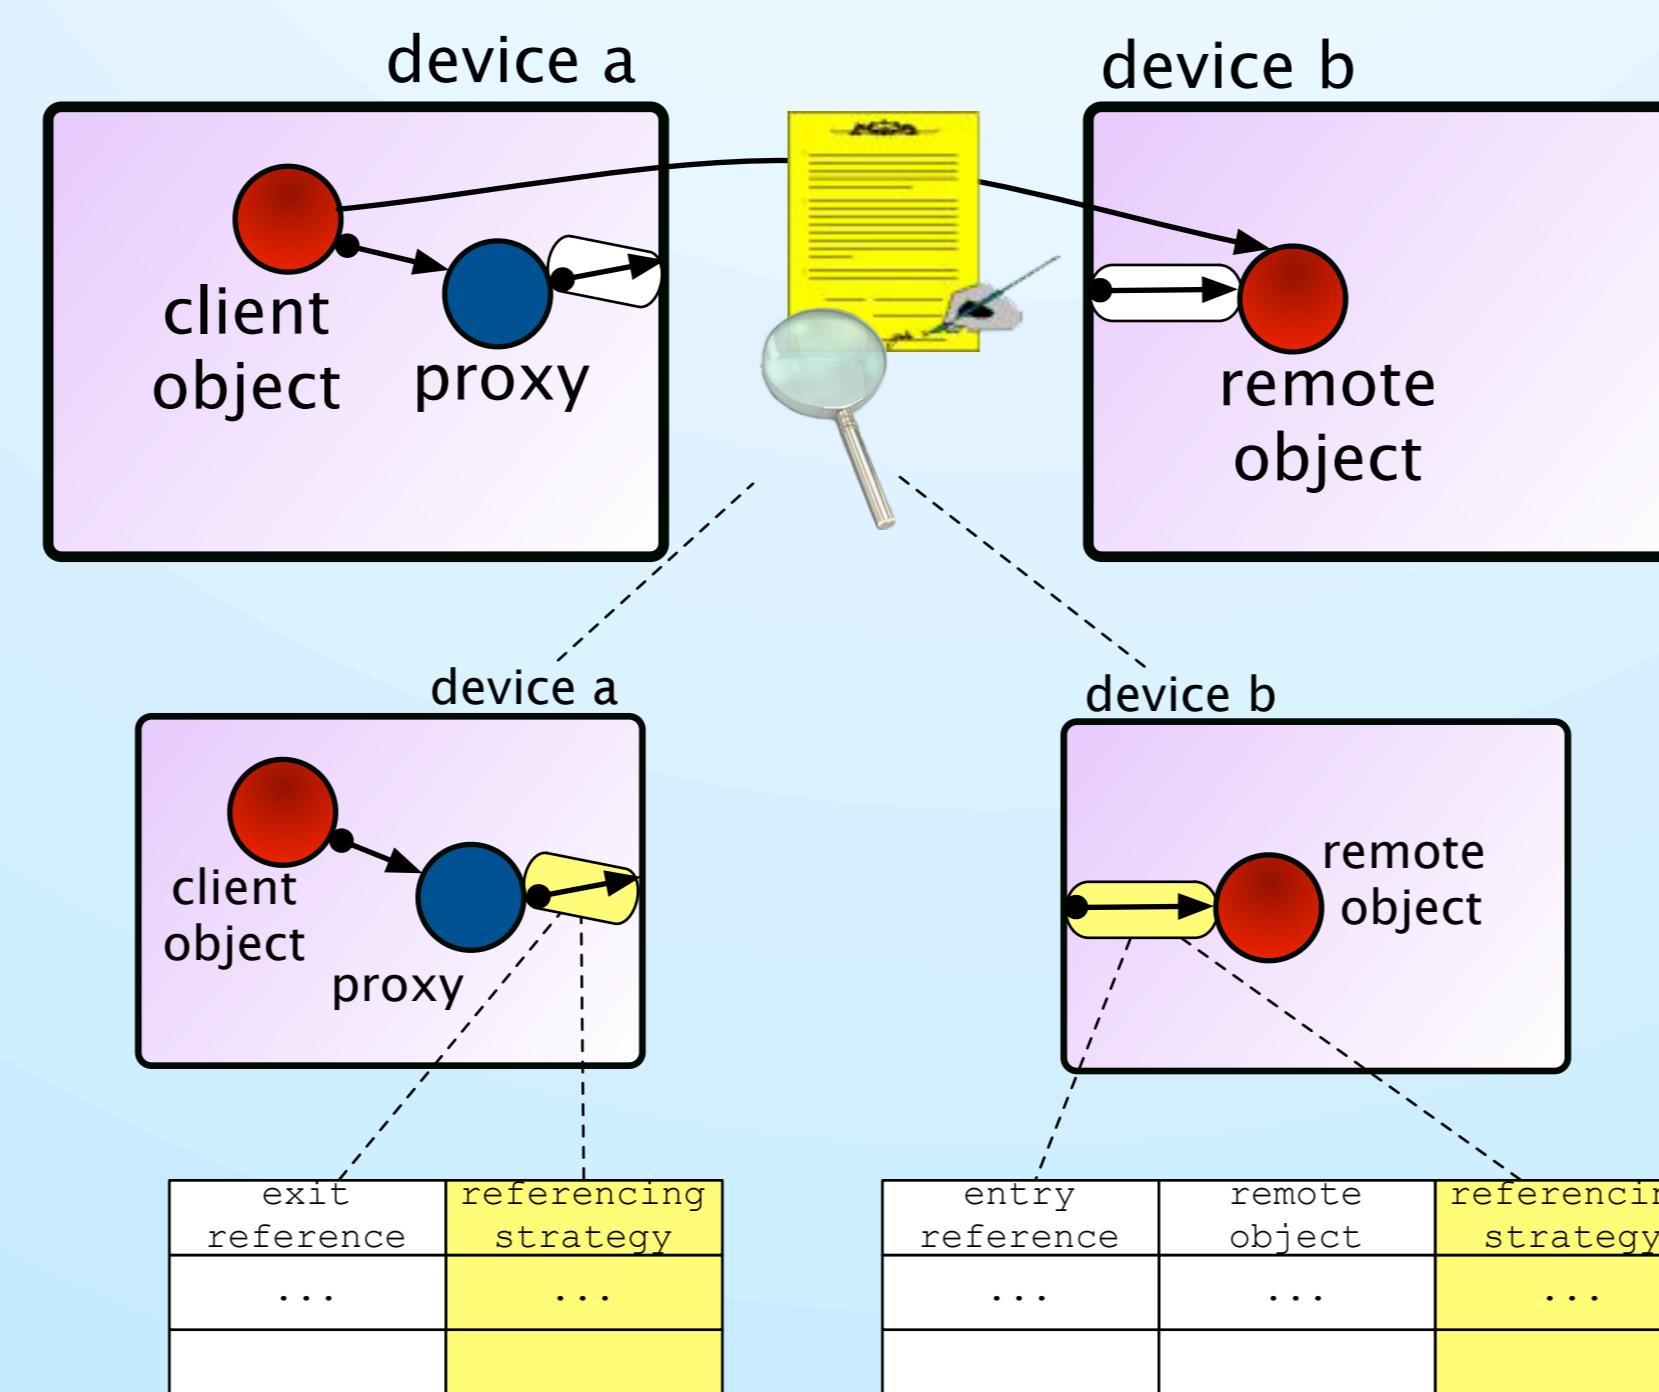 device a
device b
client
object
proxy
remote
object
device a
device b
client
object
proxy
remote
object
exit
reference
referencing
strategy
entry
reference
remote
object
strategy
...
...
...
...
...